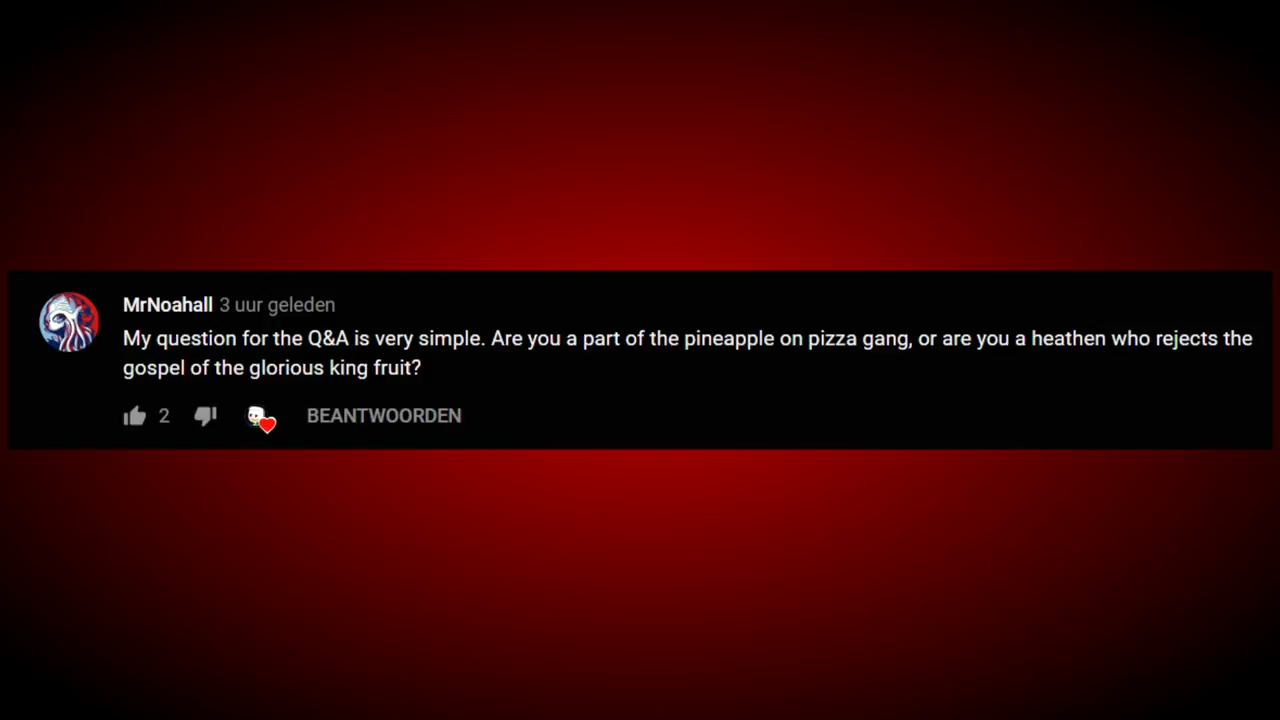 MrNoahall 3 uur geleden
My question for the Q&A is very simple. Are you a part of the pineapple on pizza gang, or are you a heathen who rejects the
gospel of the glorious king fruit?
2 BEANTWOORDEN